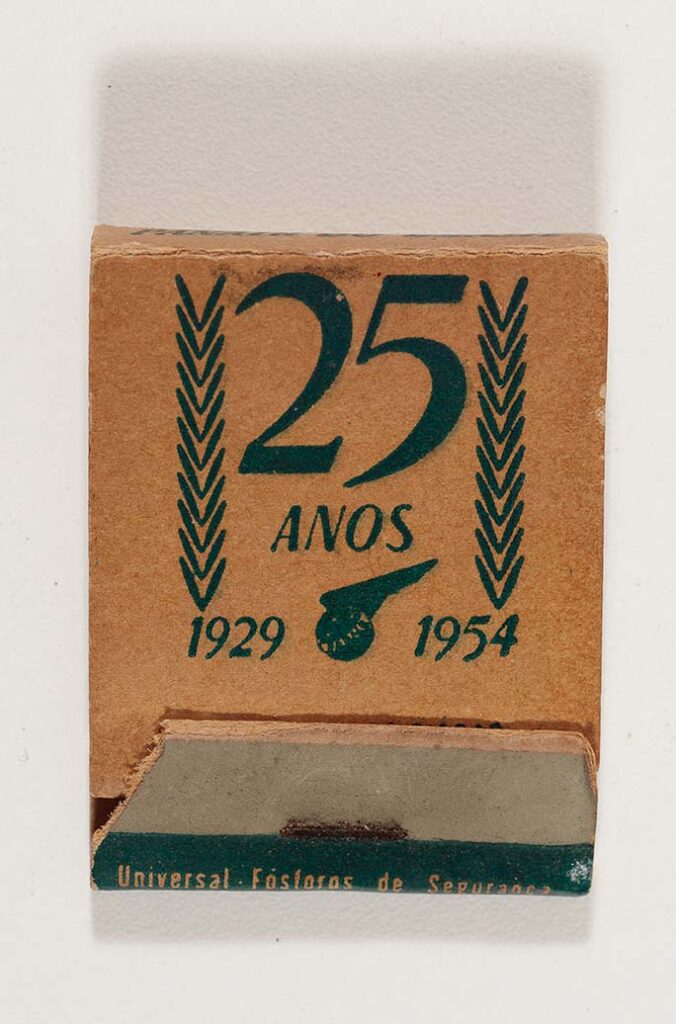 25
ANOS
1929 1954
Universal·Fósforos de Segurança